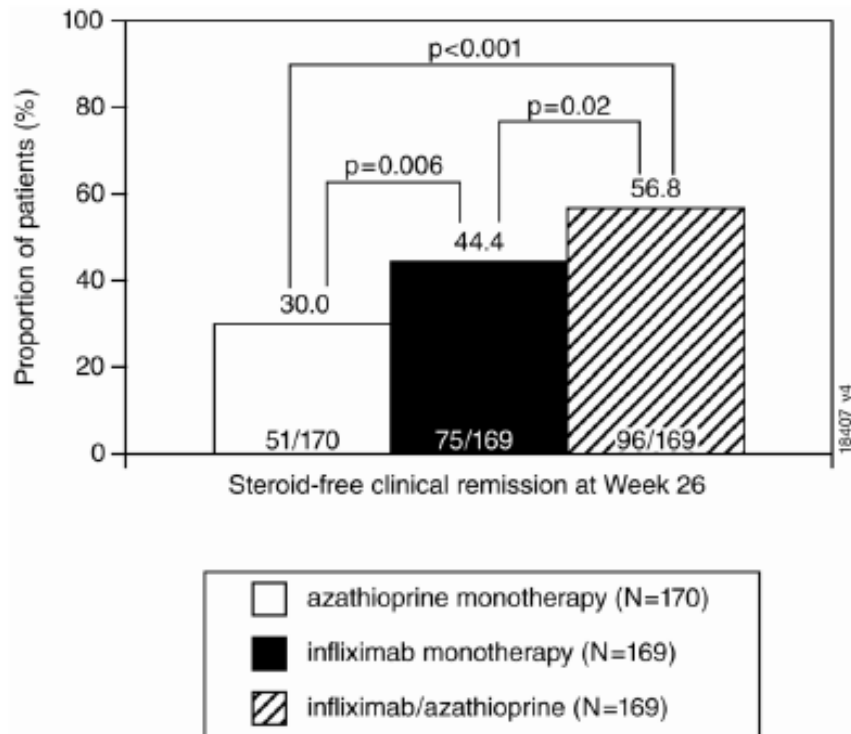 100
p<0.001
80
p=0.02
p=0.006
56.8
60
44.4
40
30.0
20
51/170
75/169
96/169
0
Proportion of patients (%)
18407_v4
Steroid-free clinical remission at Week 26
azathioprine monotherapy (N=170)
infliximab monotherapy (N=169)
infliximab/azathioprine (N=169)